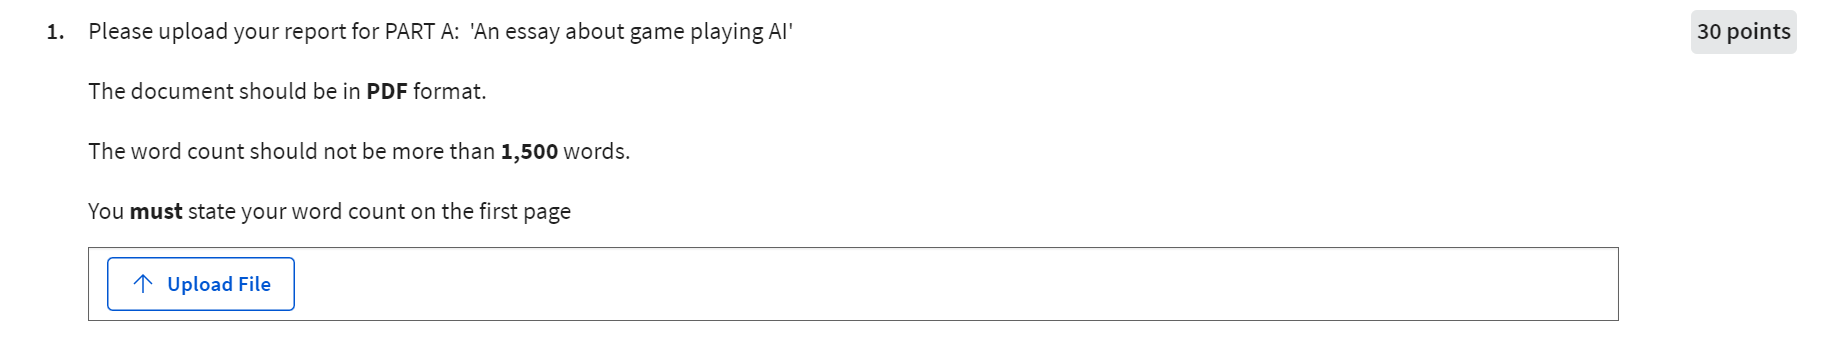 1. Please upload your report for PART A: 'An essay about game playing AI'
30 points
The document should be in PDF format.
The word count should not be more than 1,500 words.
You must state your word count on the first page
Upload File